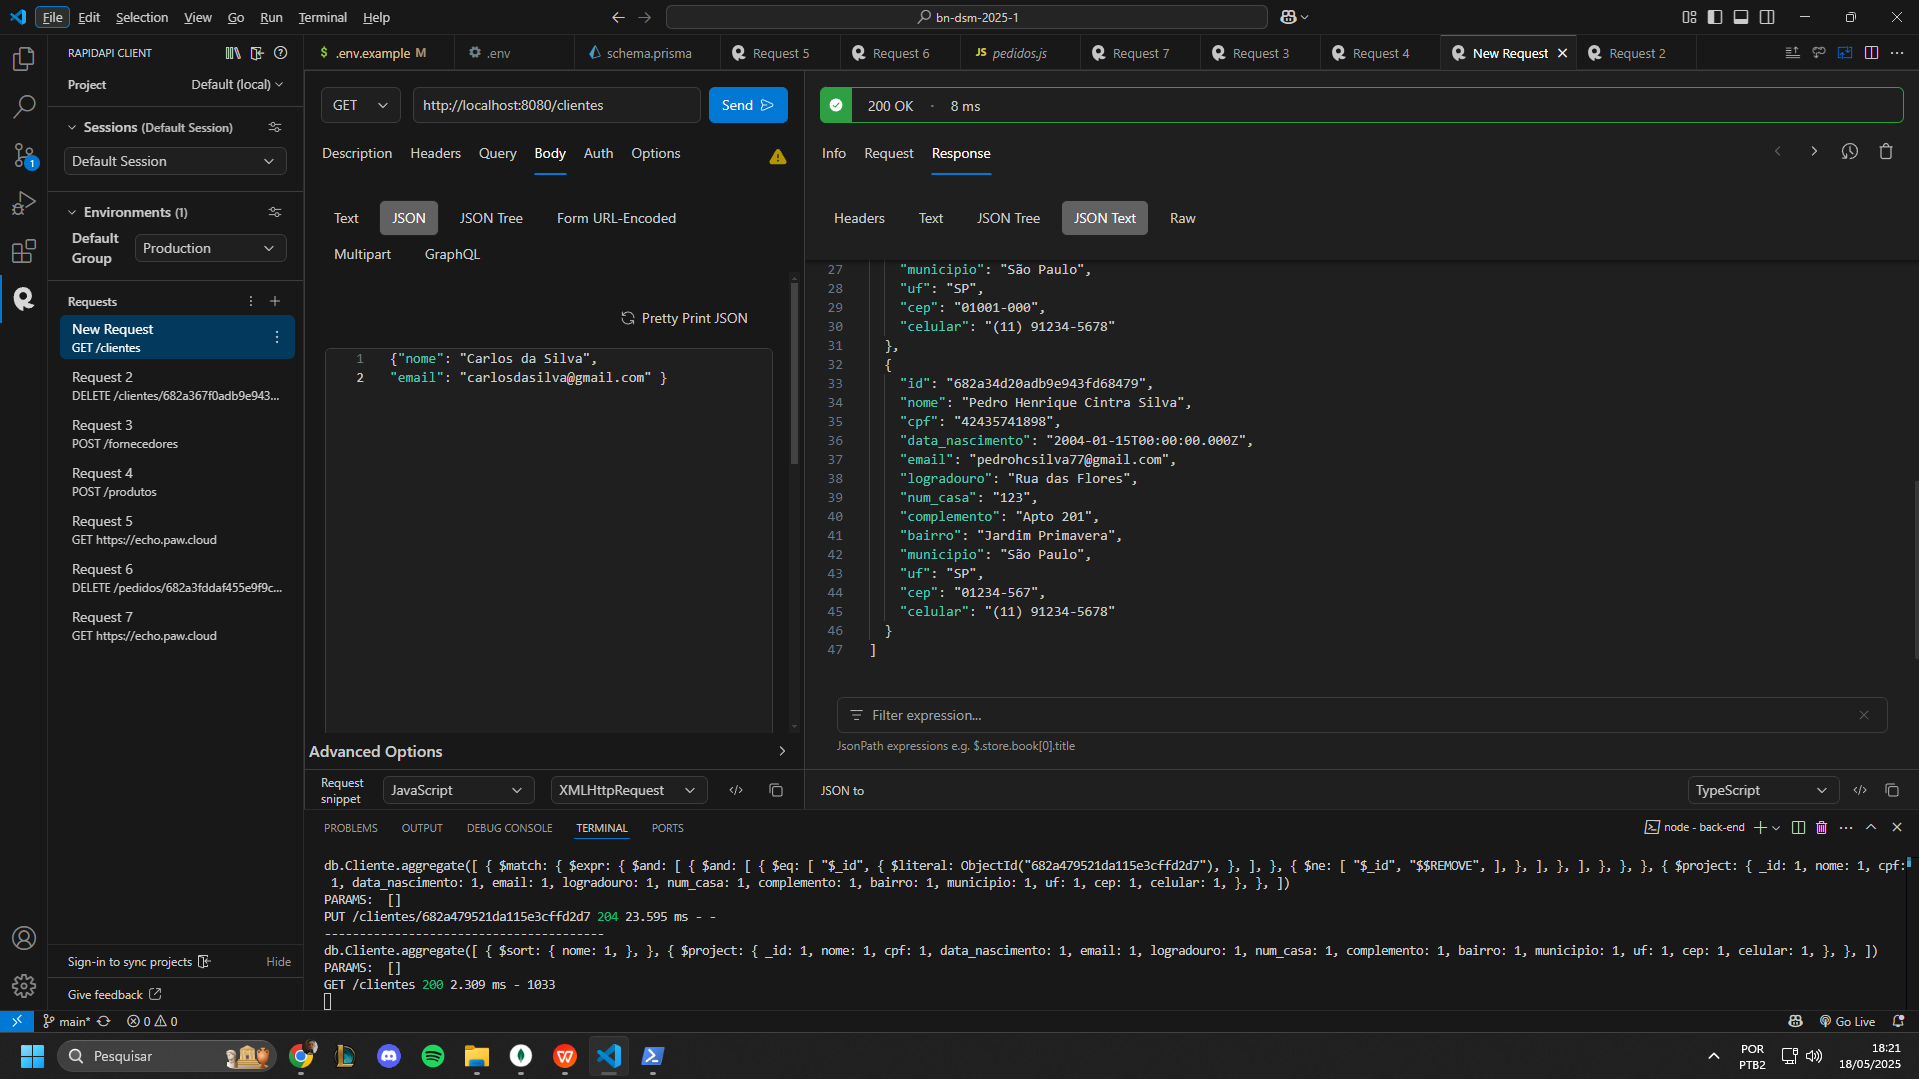 File Edit Selection View Go Run Terminal Help
bn-dsm-2025-1
RAPIDAPI CLIENT
.env.example M
.env
schema.prisma
Request 5
Request 6
JS pedidos.js
Request 7
Request 3
Request 4
New Request
Request 2
Project
Default (local)
Sessions (Default Session)
Default Session
Environments (1)
Default Group
Production
Requests
New Request
GET /clientes
Request 2
DELETE /clientes/682a367f0adb9e943...
Request 3
POST /fornecedores
Request 4
POST /produtos
Request 5
GET https://echo.paw.cloud
Request 6
DELETE /pedidos/682a3fddaf455e9f9c...
Request 7
GET https://echo.paw.cloud
Sign-in to sync projects
Hide
Give feedback
GET
http://localhost:8080/clientes
Send
Description Headers Query Body Auth Options
Text JSON JSON Tree Form URL-Encoded
Multipart GraphQL
Pretty Print JSON
1 {"nome": "Carlos da Silva",
2 "email": "carlosdasilva@gmail.com" }
Advanced Options
Request snippet
JavaScript
XMLHttpRequest
200 OK · 8 ms
Info Request Response
Headers Text JSON Tree JSON Text Raw
27 "municipio": "São Paulo",
28 "uf": "SP",
29 "cep": "01001-000",
30 "celular": "(11) 91234-5678"
31 },
32 {
33 "id": "682a34d20adb9e943fd68479",
34 "nome": "Pedro Henrique Cintra Silva",
35 "cpf": "42435741898",
36 "data_nascimento": "2004-01-15T00:00:00.000Z",
37 "email": "pedrohcsilva77@gmail.com",
38 "logradouro": "Rua das Flores",
39 "num_casa": "123",
40 "complemento": "Apto 201",
41 "bairro": "Jardim Primavera",
42 "municipio": "São Paulo",
43 "uf": "SP",
44 "cep": "01234-567",
45 "celular": "(11) 91234-5678"
46 }
47 ]
Filter expression...
JsonPath expressions e.g. $.store.book[0].title
JSON to
TypeScript
PROBLEMS OUTPUT DEBUG CONSOLE TERMINAL PORTS
node - back-end
db.Cliente.aggregate([ { $match: { $expr: { $and: [ { $and: [ { $eq: [ "$_id", { $literal: ObjectId("682a479521da115e3cffd2d7"), }, ], }, { $ne: [ "$_id", "$$REMOVE", ], }, ], }, ], }, }, }, { $project: { _id: 1, nome: 1, cpf:
1, data_nascimento: 1, email: 1, logradouro: 1, num_casa: 1, complemento: 1, bairro: 1, municipio: 1, uf: 1, cep: 1, celular: 1, }, }, ])
PARAMS: []
PUT /clientes/682a479521da115e3cffd2d7 204 23.595 ms - -
----------------------------------------
db.Cliente.aggregate([ { $sort: { nome: 1, }, }, { $project: { _id: 1, nome: 1, cpf: 1, data_nascimento: 1, email: 1, logradouro: 1, num_casa: 1, complemento: 1, bairro: 1, municipio: 1, uf: 1, cep: 1, celular: 1, }, }, ])
PARAMS: []
GET /clientes 200 2.309 ms - 1033
main* 0 0
Go Live
Pesquisar
POR
PTB2
18:21
18/05/2025